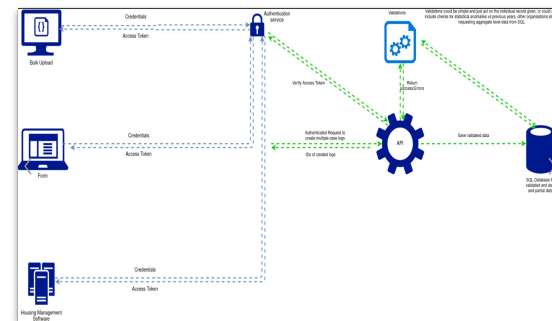 Credentials
Access Token
Bulk Upload
Authentication
service
Validations
Validations could be simple and just act on the individual record given, or could
include checks for statistical anomalies vs previous years, other organisations
requesting aggregate level data from SQL.
Verify Access Token
Return
success/Errors
Credentials
Access Token
Form
Authenticated Request to
create multiple case logs
IDs of created logs
API
Save validated data
SQL Database
validated and
and partial data
Credentials
Access Token
Housing Management
Software